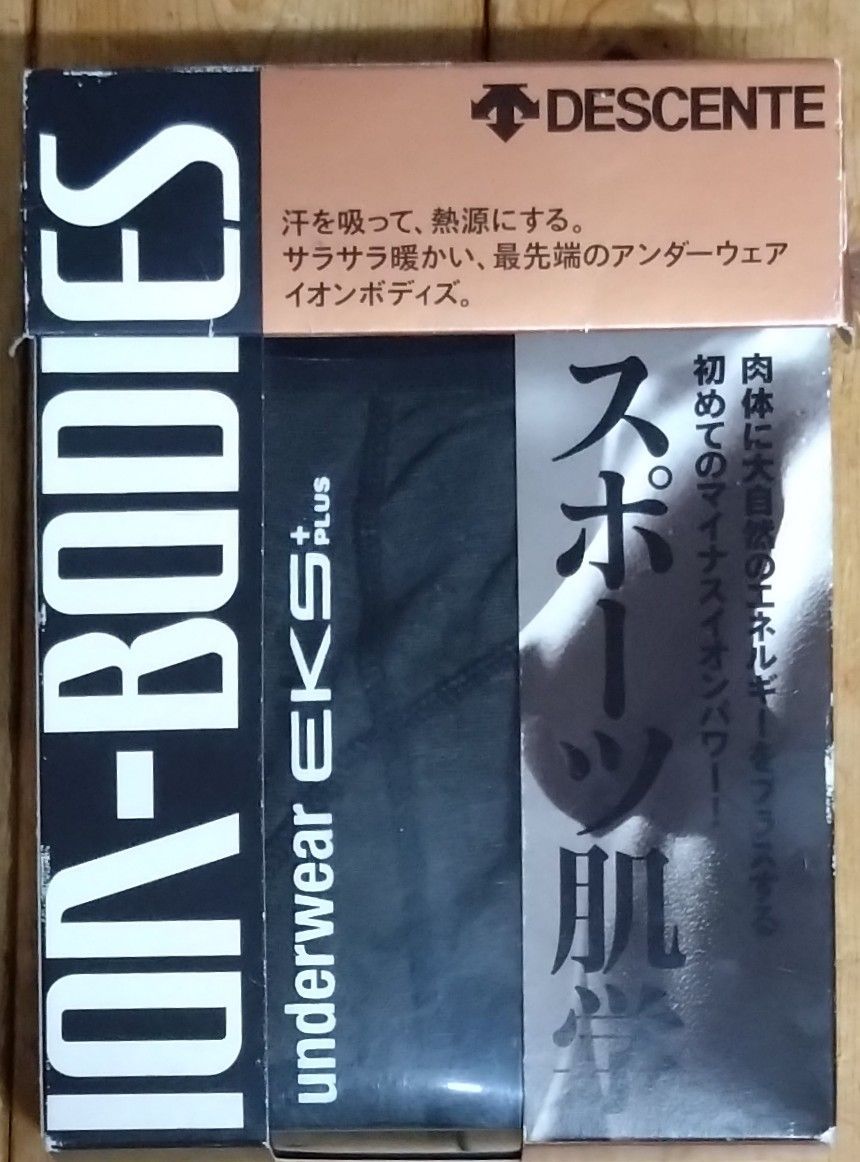 DESCENTE
汗を吸って、熱源にする。
サラサラ暖かい、最先端のアンダーウェア
イオンボディズ。
ION-BODIES
underwear EKS+PLUS
スポーツ肌学
肉体に大自然のエネルギーをプラスする
初めてのマイナスイオンパワー!